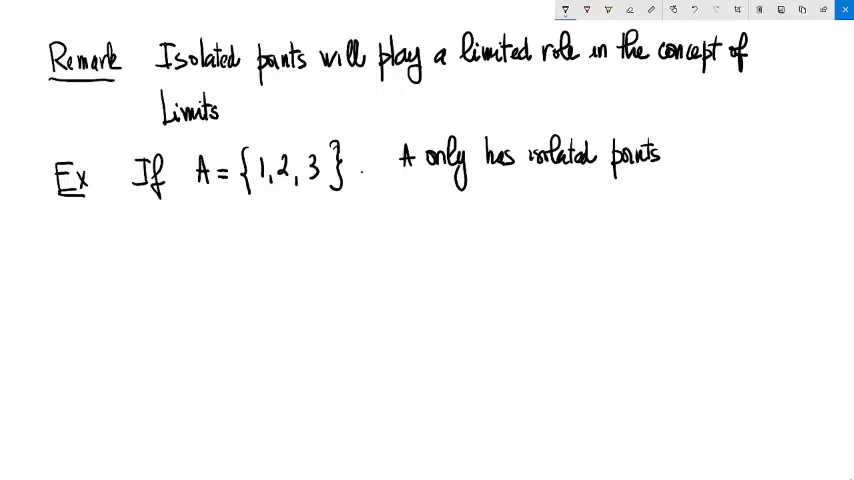 Remark Isolated points will play a limited role in the concept of
Limits
Ex If A = {1, 2, 3}. A only has isolated points